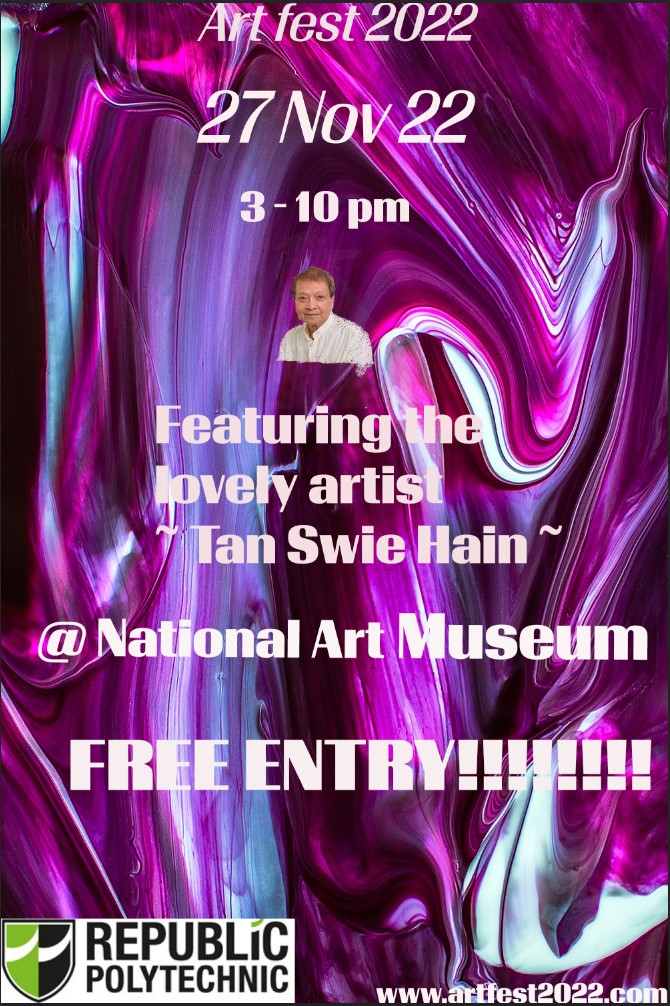 Art fest 2022
27 Nov 22
3 - 10 pm
Featuring the
lovely artist
~ Tan Swie Hain ~
@ National Art Museum
FREE ENTRY!!!!!!!!
REPUBLIC
POLYTECHNIC
www.artfest2022.com